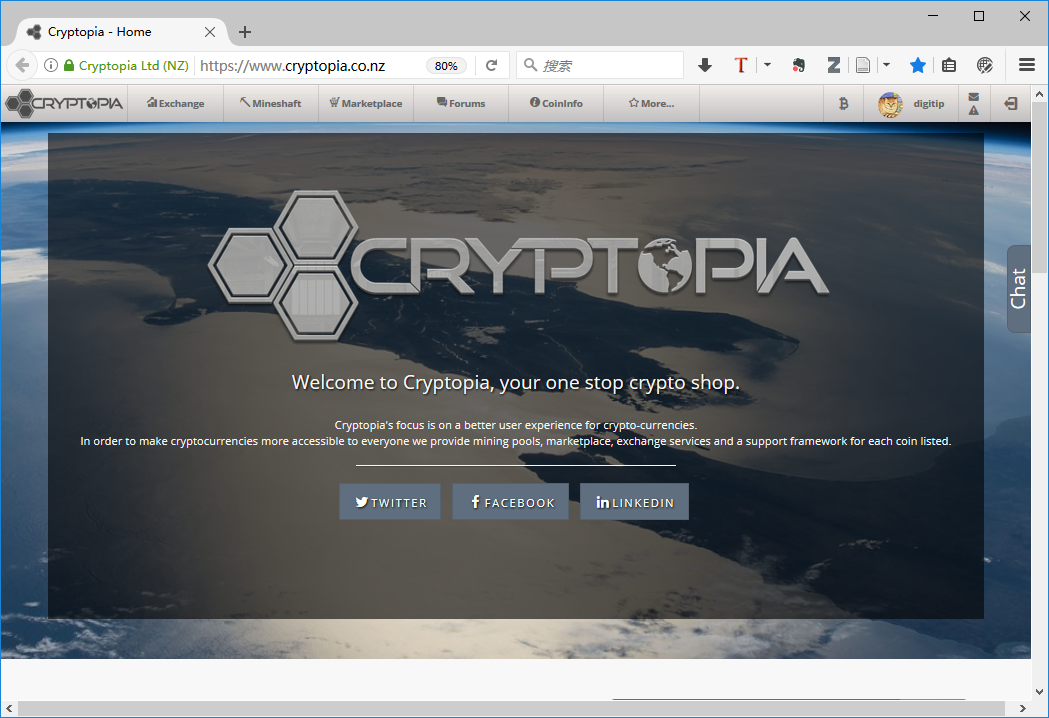 Cryptopia - Home
Cryptopia Ltd (NZ) https://www.cryptopia.co.nz 80% 搜索
CRYPTOPIA Exchange Mineshaft Marketplace Forums CoinInfo More... digitip
CRYPTOPIA
Chat
Welcome to Cryptopia, your one stop crypto shop.
Cryptopia's focus is on a better user experience for crypto-currencies.
In order to make cryptocurrencies more accessible to everyone we provide mining pools, marketplace, exchange services and a support framework for each coin listed.
TWITTER FACEBOOK LINKEDIN